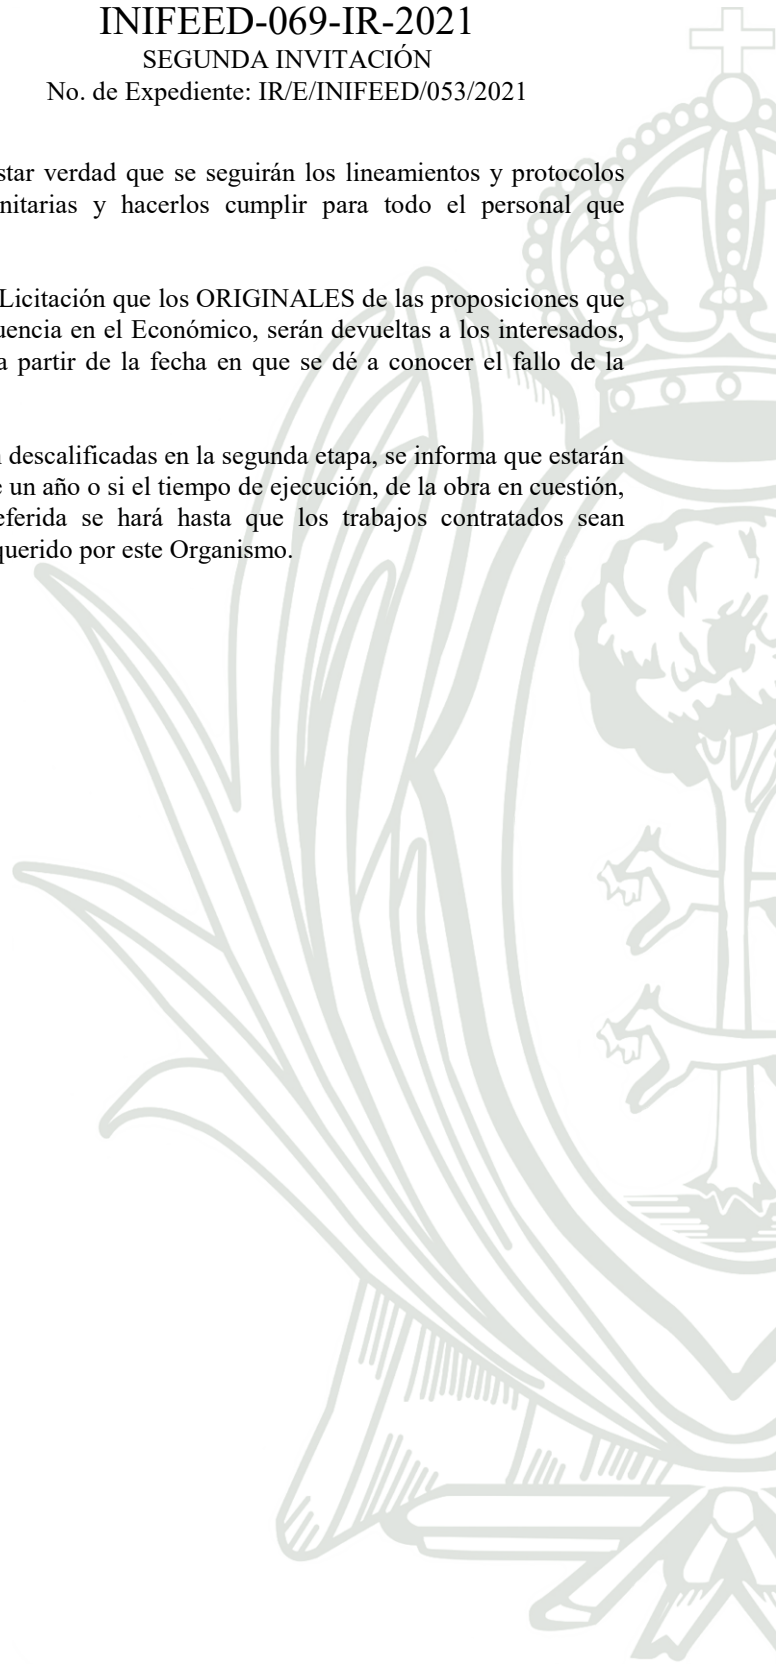 INIFEED-069-IR-2021
SEGUNDA INVITACIÓN
No. de Expediente: IR/E/INIFEED/053/2021
star verdad que se seguirán los lineamientos y protocolos
nitarias y hacerlos cumplir para todo el personal que
Licitación que los ORIGINALES de las proposiciones que
uencia en el Económico, serán devueltas a los interesados,
a partir de la fecha en que se dé a conocer el fallo de la
descalificadas en la segunda etapa, se informa que estarán
e un año o si el tiempo de ejecución, de la obra en cuestión,
eferida se hará hasta que los trabajos contratados sean
querido por este Organismo.